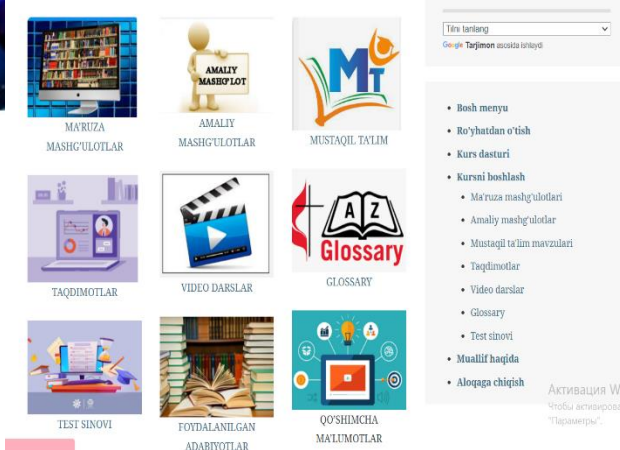 MA'RUZA
MASHG'ULOTLAR
AMALIY
MASHG'LOT
AMALIY
MASHG'ULOTLAR
MT
MUSTAQIL TA'LIM
TAQDIMOTLAR
VIDEO DARSLAR
A Z
Glossary
GLOSSARY
TEST SINOVI
FOYDALANILGAN
ADABIYOTLAR
QO'SHIMCHA
MA'LUMOTLAR
Tilni tanlang
Google Tarjimon asosida ishlaydi
Bosh menyu
Ro'yhatdan o'tish
Kurs dasturi
Kursni boshlash
Ma'ruza mashg'ulotlari
Amaliy mashg'ulotlar
Mustaqil ta'lim mavzulari
Taqdimotlar
Video darslar
Glossary
Test sinovi
Muallif haqida
Aloqaga chiqish
Активация W
Чтобы активирова
"Параметры".